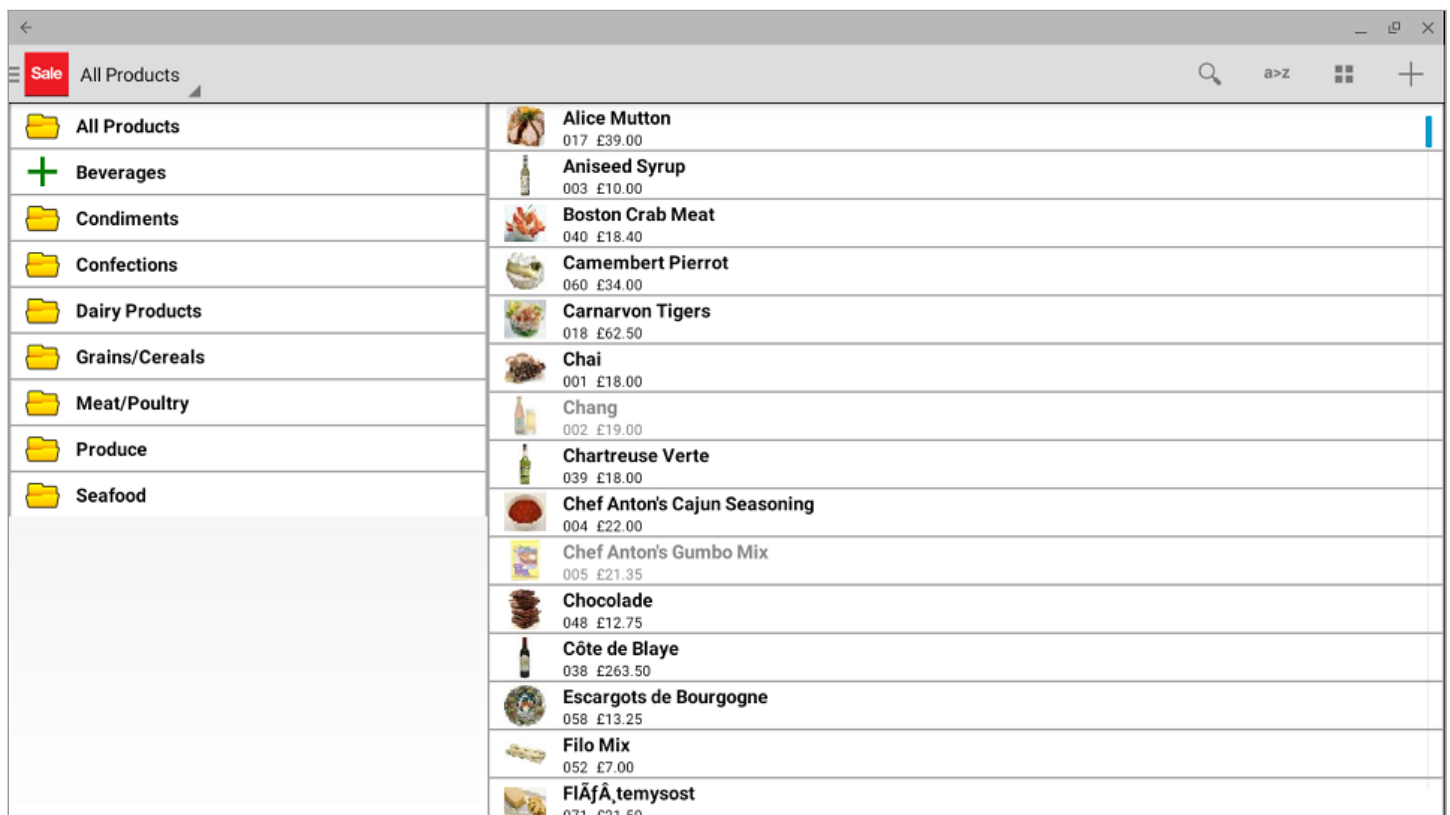 Sale All Products a>z
All Products
Beverages
Condiments
Confections
Dairy Products
Grains/Cereals
Meat/Poultry
Produce
Seafood
Alice Mutton
017 £39.00
Aniseed Syrup
003 £10.00
Boston Crab Meat
040 £18.40
Camembert Pierrot
060 £34.00
Carnarvon Tigers
018 £62.50
Chai
001 £18.00
Chang
002 £19.00
Chartreuse Verte
039 £18.00
Chef Anton's Cajun Seasoning
004 £22.00
Chef Anton's Gumbo Mix
005 £21.35
Chocolade
048 £12.75
Côte de Blaye
038 £263.50
Escargots de Bourgogne
058 £13.25
Filo Mix
052 £7.00
FlÃƒÂ¸temysost
071 £21.50